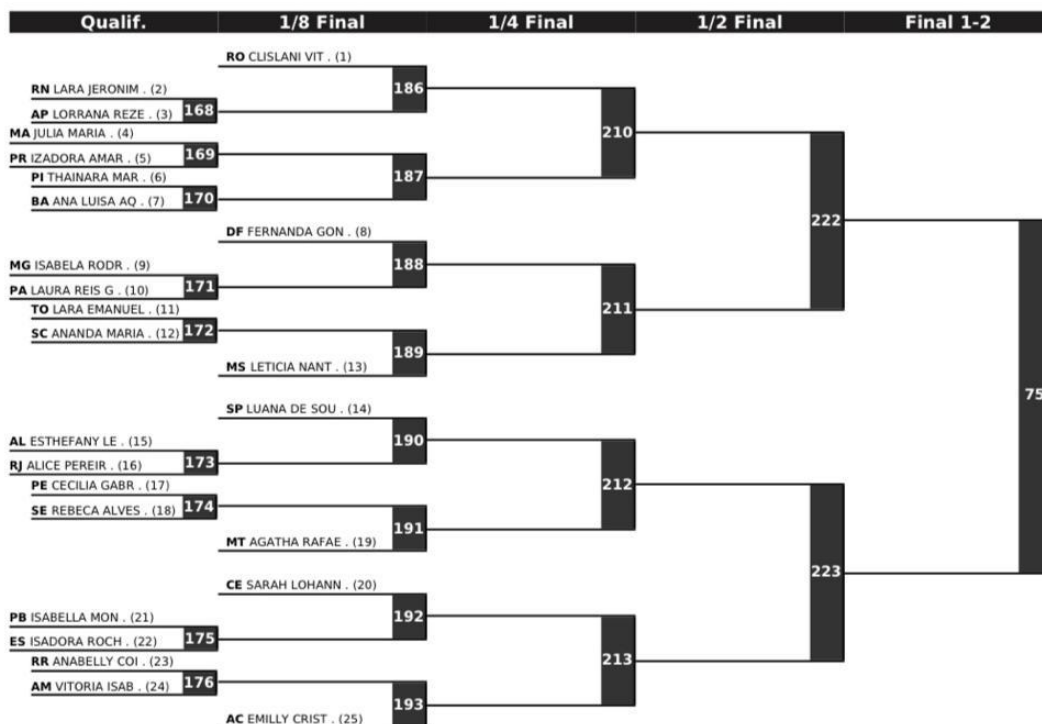 Qualif. 1/8 Final 1/4 Final 1/2 Final Final 1-2
RO CLISLANI VIT . (1)
186
RN LARA JERONIM . (2)
168
AP LORRANA REZE . (3)
210
MA JULIA MARIA . (4)
169
PR IZADORA AMAR . (5)
187
PI THAINARA MAR . (6)
170
BA ANA LUISA AQ . (7)
222
DF FERNANDA GON . (8)
188
MG ISABELA RODR . (9)
171
PA LAURA REIS G . (10)
211
TO LARA EMANUEL . (11)
172
SC ANANDA MARIA . (12)
189
MS LETICIA NANT . (13)
75
SP LUANA DE SOU . (14)
190
AL ESTHEFANY LE . (15)
173
RJ ALICE PEREIR . (16)
212
PE CECILIA GABR . (17)
174
SE REBECA ALVES . (18)
191
MT AGATHA RAFAE . (19)
223
CE SARAH LOHANN . (20)
192
PB ISABELLA MON . (21)
175
ES ISADORA ROCH . (22)
213
RR ANABELLY COI . (23)
176
AM VITORIA ISAB . (24)
193
AC EMILLY CRIST . (25)